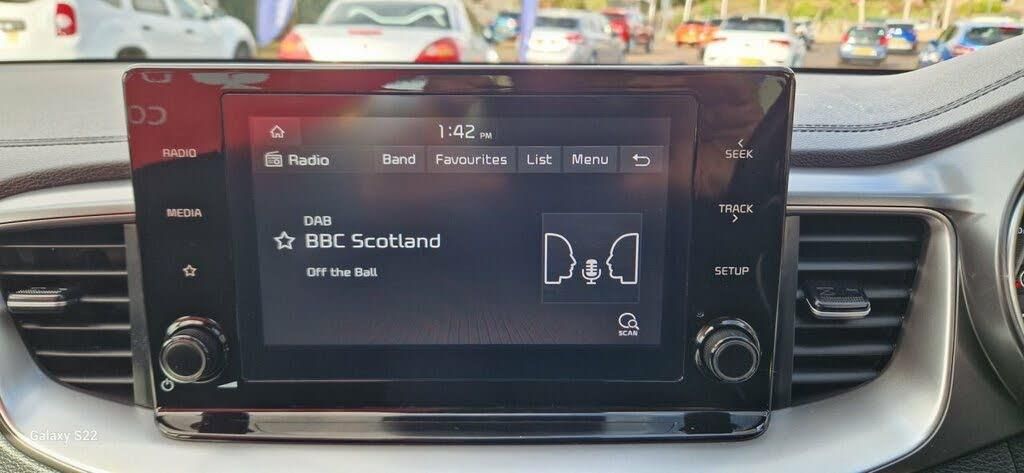 1:42 PM
Radio Band Favourites List Menu
RADIO
SEEK
MEDIA
TRACK
DAB
BBC Scotland
Off the Ball
SETUP
SCAN
Galaxy S22